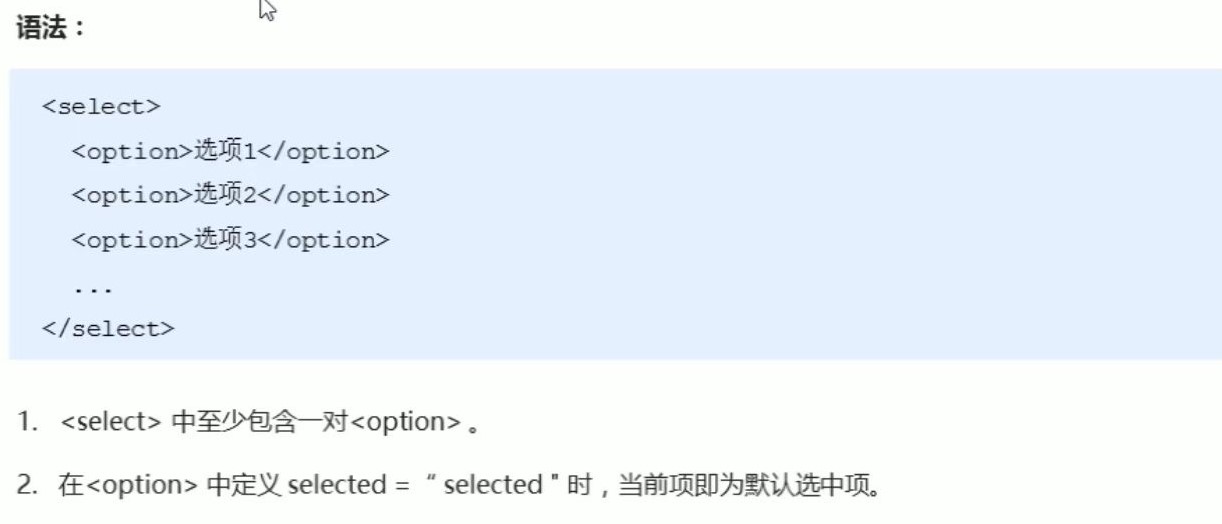 语法：
<select>
<option>选项1</option>
<option>选项2</option>
<option>选项3</option>
...
</select>
1. <select> 中至少包含一对<option> 。
2. 在<option> 中定义 selected = “ selected " 时，当前项即为默认选中项。